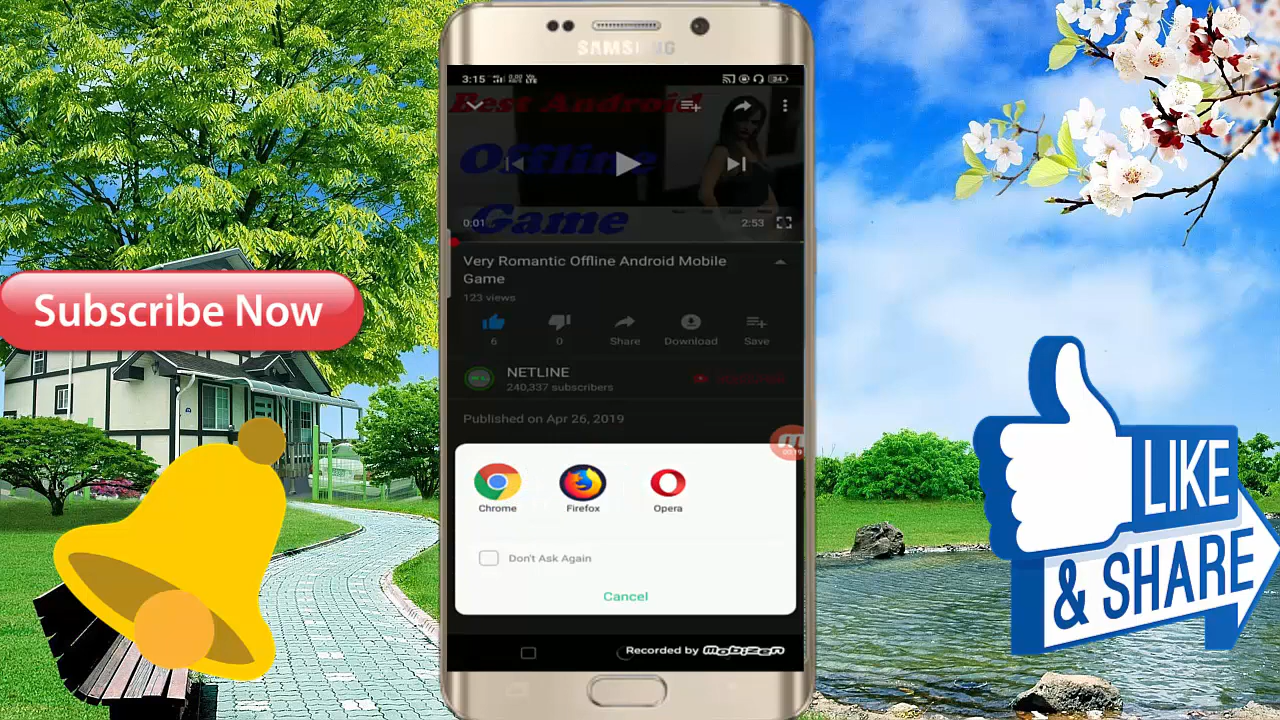 SAMSUNG
3:15
Best Android
Offline
Game
0:01
2:53
Very Romantic Offline Android Mobile
Game
123 views
6
0
Share
Download
Save
NETLINE
240,337 subscribers
Published on Apr 26, 2019
00:19
Chrome
Firefox
Opera
Don't Ask Again
Cancel
Recorded by mobizen
Subscribe Now
LIKE
& SHARE